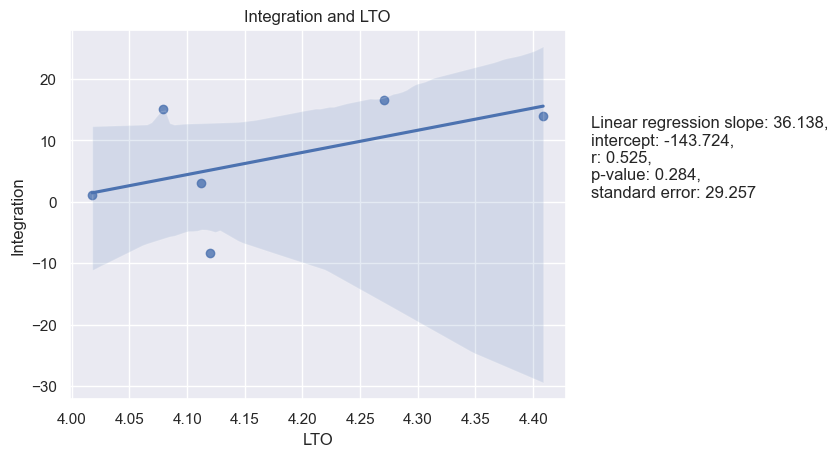 Integration and LTO
20
10
0
−10
−20
−30
Integration
4.00 4.05 4.10 4.15 4.20 4.25 4.30 4.35 4.40
LTO
Linear regression slope: 36.138,
intercept: -143.724,
r: 0.525,
p-value: 0.284,
standard error: 29.257